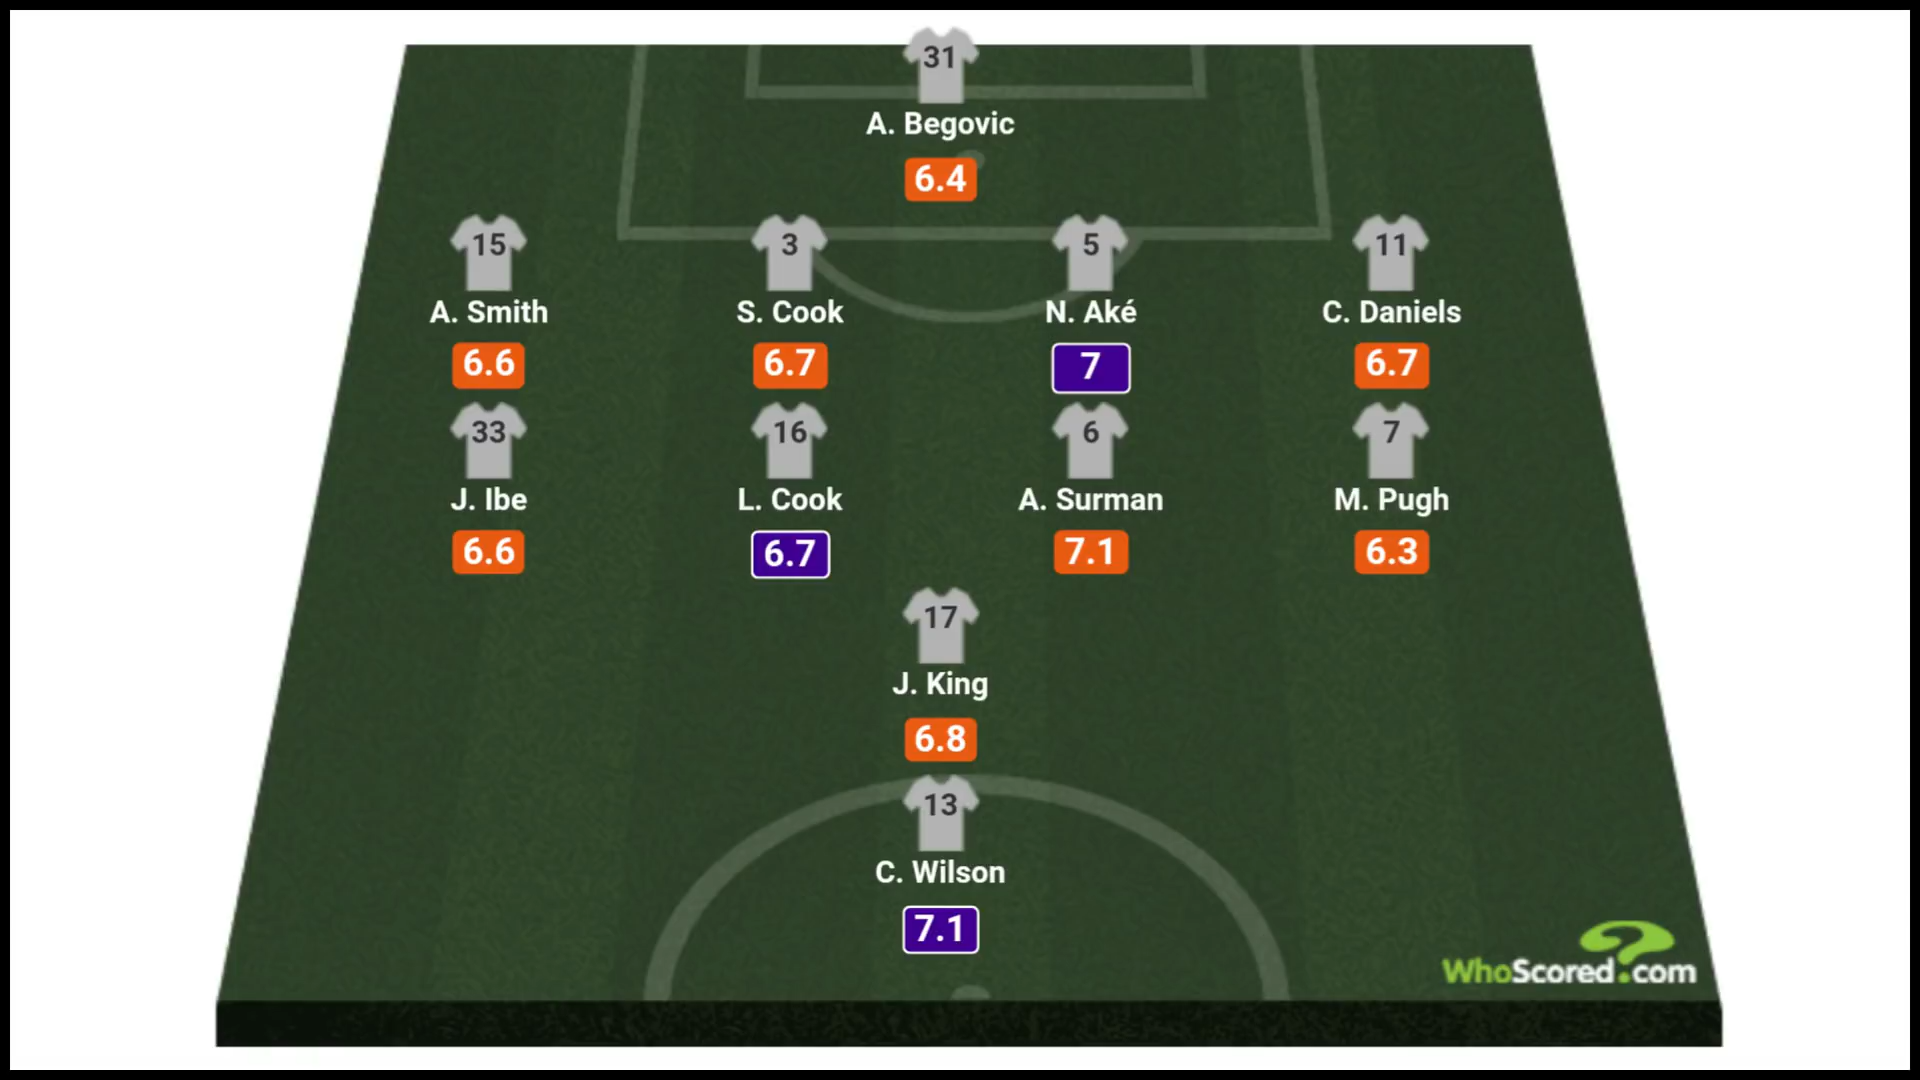 31
A. Begovic
6.4
15 3 5 11
A. Smith S. Cook N. Aké C. Daniels
6.6 6.7 7 6.7
33 16 6 7
J. Ibe L. Cook A. Surman M. Pugh
6.6 6.7 7.1 6.3
17
J. King
6.8
13
C. Wilson
7.1
WhoScored.com